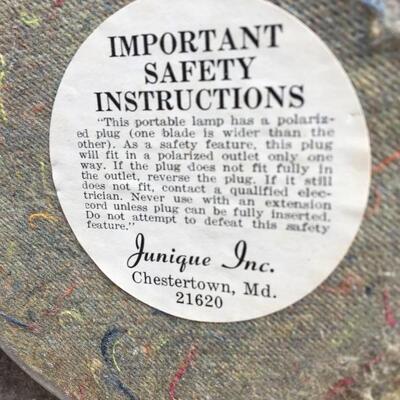 IMPORTANT
SAFETY
INSTRUCTIONS
"This portable lamp has a polariz-
ed plug (one blade is wider than the
other). As a safety feature, this plug
will fit in a polarized outlet only one
way. If the plug does not fit fully in
the outlet, reverse the plug. If it still
does not fit, contact a qualified elec-
trician. Never use with an extension
cord unless plug can be fully inserted.
Do not attempt to defeat this safety
feature."
Junique Inc.
Chestertown, Md.
21620